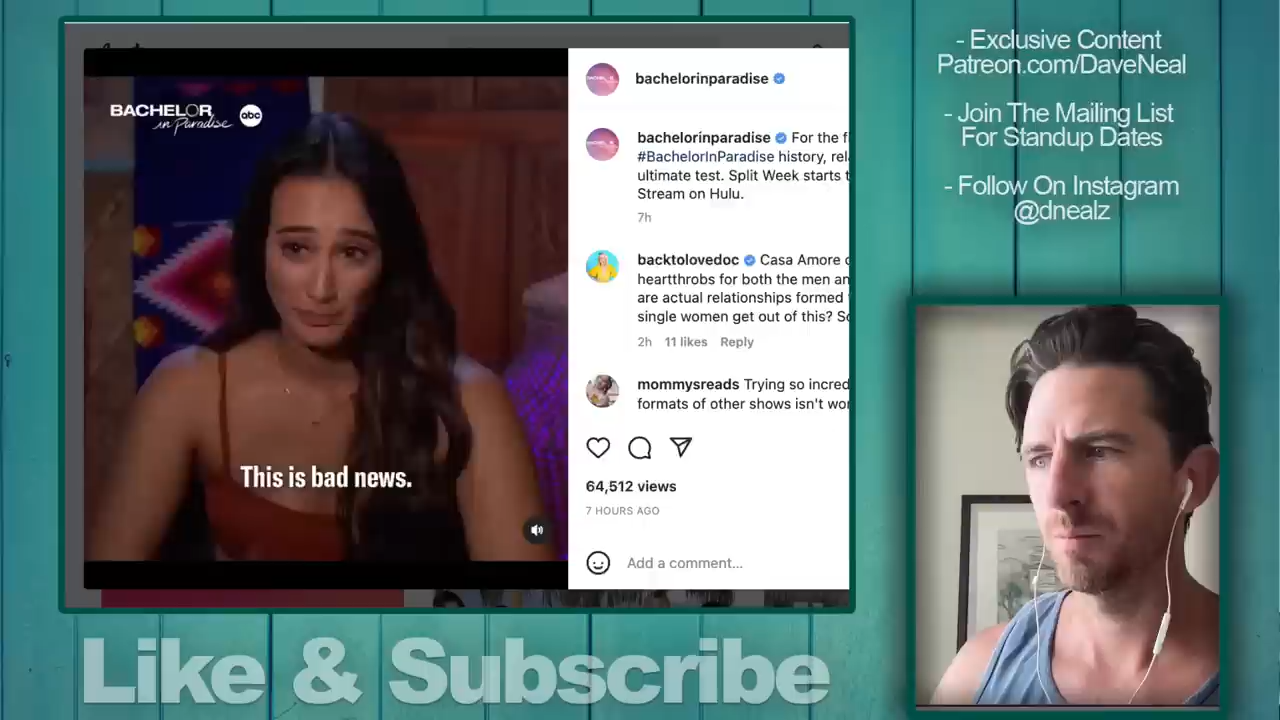 BACHELOR
in Paradise
abc
This is bad news.
bachelorinparadise
bachelorinparadise For the f
#BachelorInParadise history, rel
ultimate test. Split Week starts t
Stream on Hulu.
7h
backtolovedoc Casa Amore
heartthrobs for both the men an
are actual relationships formed
single women get out of this? So
2h 11 likes Reply
mommysreads Trying so incred
formats of other shows isn't wor
64,512 views
7 HOURS AGO
Add a comment...
- Exclusive Content
Patreon.com/DaveNeal
- Join The Mailing List
For Standup Dates
- Follow On Instagram
@dnealz
Like & Subscribe